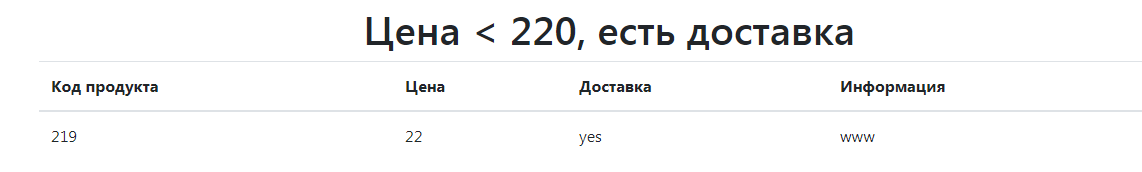 Цена < 220, есть доставка
Код продукта Цена Доставка Информация
219 22 yes www